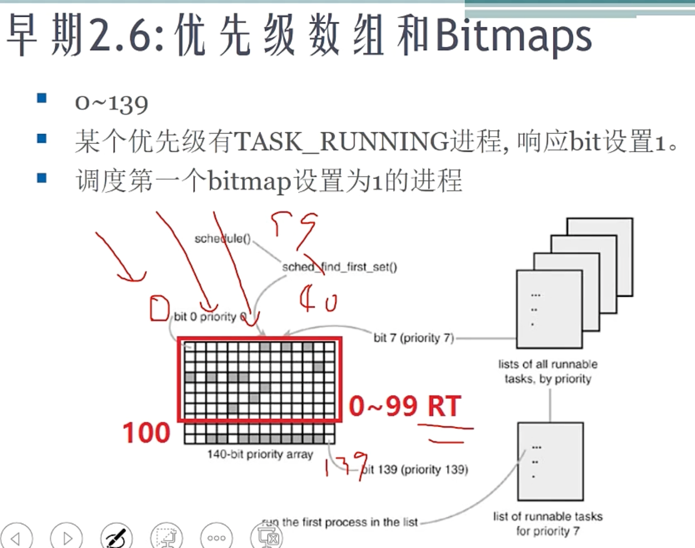 早期2.6:优先级数组和Bitmaps
0~139
某个优先级有TASK_RUNNING进程, 响应bit设置1。
调度第一个bitmap设置为1的进程
59
schedule()
sched_find_first_set()
40
0
bit 0 priority 0
bit 7 (priority 7)
lists of all runnable
tasks, by priority
0~99 RT
100
140-bit priority array
139
bit 139 (priority 139)
run the first process in the list
list of runnable tasks
for priority 7